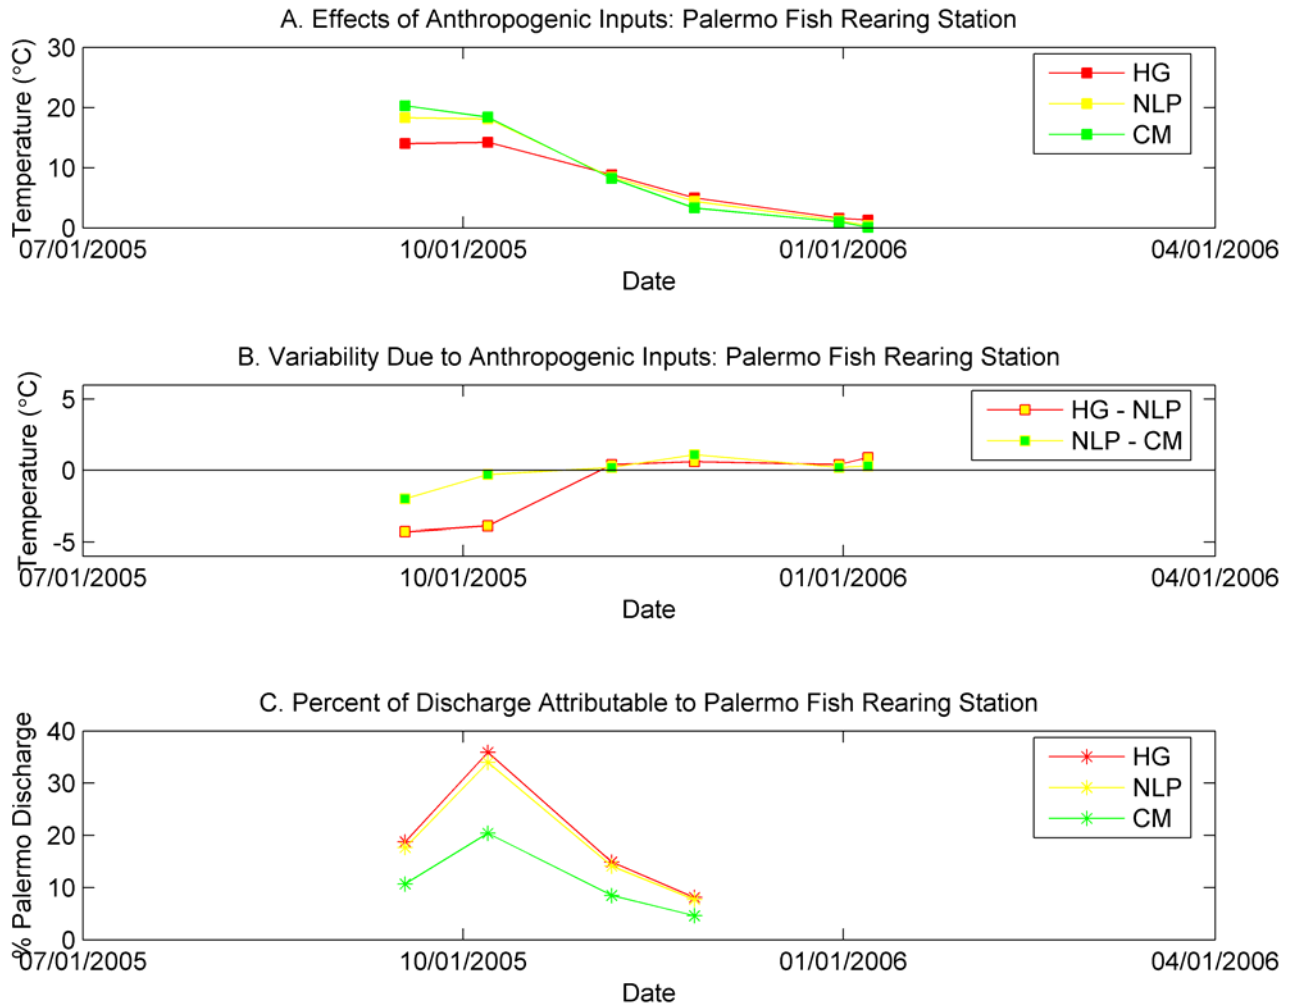 A. Effects of Anthropogenic Inputs: Palermo Fish Rearing Station
Temperature (°C)
30
20
10
0
HG
NLP
CM
07/01/2005 10/01/2005 01/01/2006 04/01/2006
Date
B. Variability Due to Anthropogenic Inputs: Palermo Fish Rearing Station
Temperature (°C)
5
0
-5
HG - NLP
NLP - CM
07/01/2005 10/01/2005 01/01/2006 04/01/2006
Date
C. Percent of Discharge Attributable to Palermo Fish Rearing Station
% Palermo Discharge
40
30
20
10
0
HG
NLP
CM
07/01/2005 10/01/2005 01/01/2006 04/01/2006
Date